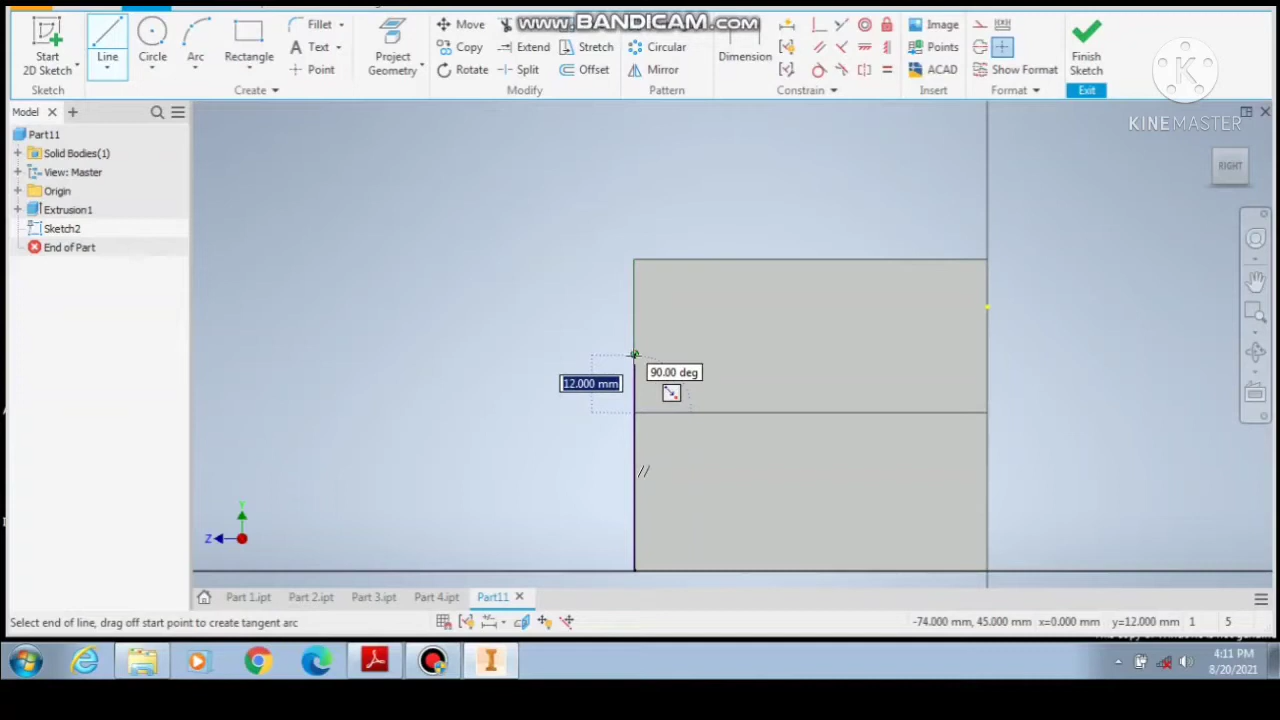 www.BANDICAM.com
Start
2D Sketch
Sketch
Line
Circle
Arc
Rectangle
Fillet
Text
Point
Create
Project
Geometry
Move
Copy
Rotate
Extend
Split
Stretch
Offset
Modify
Circular
Mirror
Pattern
Dimension
Constrain
Image
Points
ACAD
Insert
Show Format
Format
Finish
Sketch
Exit
K
KINEMASTER
Model
Part11
Solid Bodies(1)
View: Master
Origin
Extrusion1
Sketch2
End of Part
RIGHT
12.000 mm
90.00 deg
Y
Z
Part 1.ipt
Part 2.ipt
Part 3.ipt
Part 4.ipt
Part11
Select end of line, drag off start point to create tangent arc
-74.000 mm, 45.000 mm
x=0.000 mm
y=12.000 mm
1
5
4:11 PM
8/20/2021